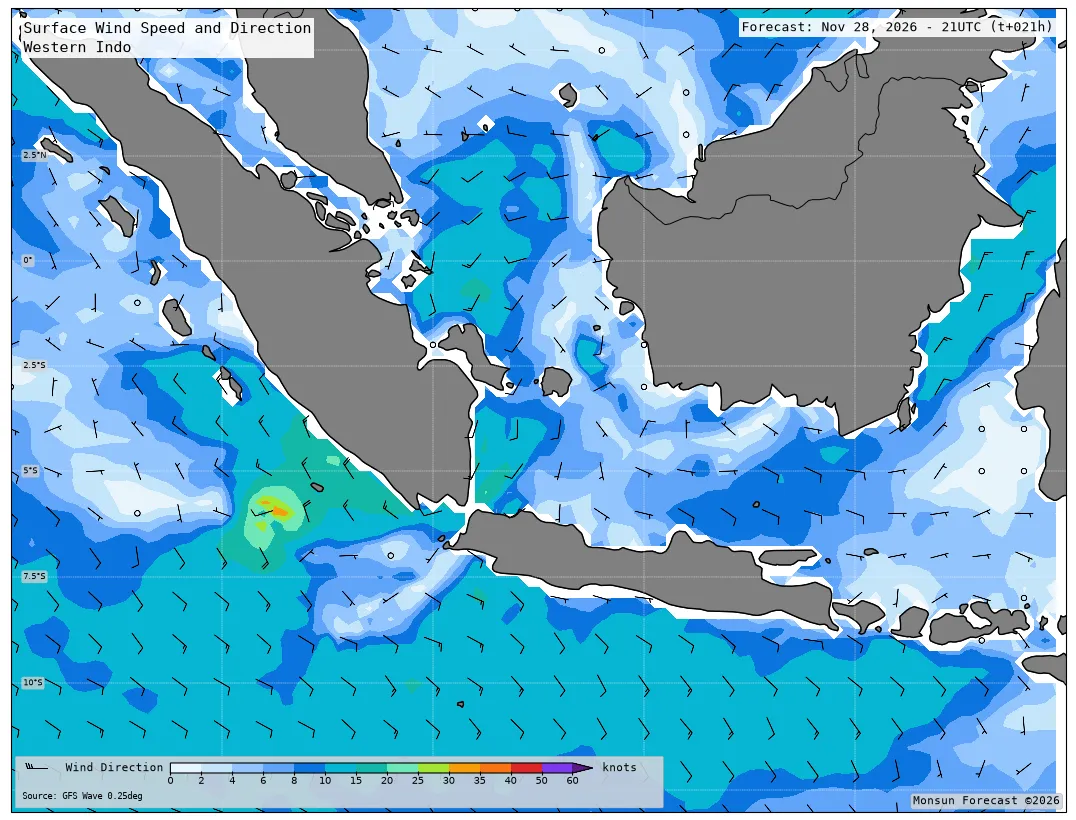 Surface Wind Speed and Direction
Western Indo
Forecast: Nov 28, 2026 - 21UTC (t+021h)
2.5°N
0°
2.5°S
5°S
7.5°S
10°S
Wind Direction
0 2 4 6 8 10 15 20 25 30 35 40 50 60
knots
Source: GFS Wave 0.25deg
Monsun Forecast ©2026